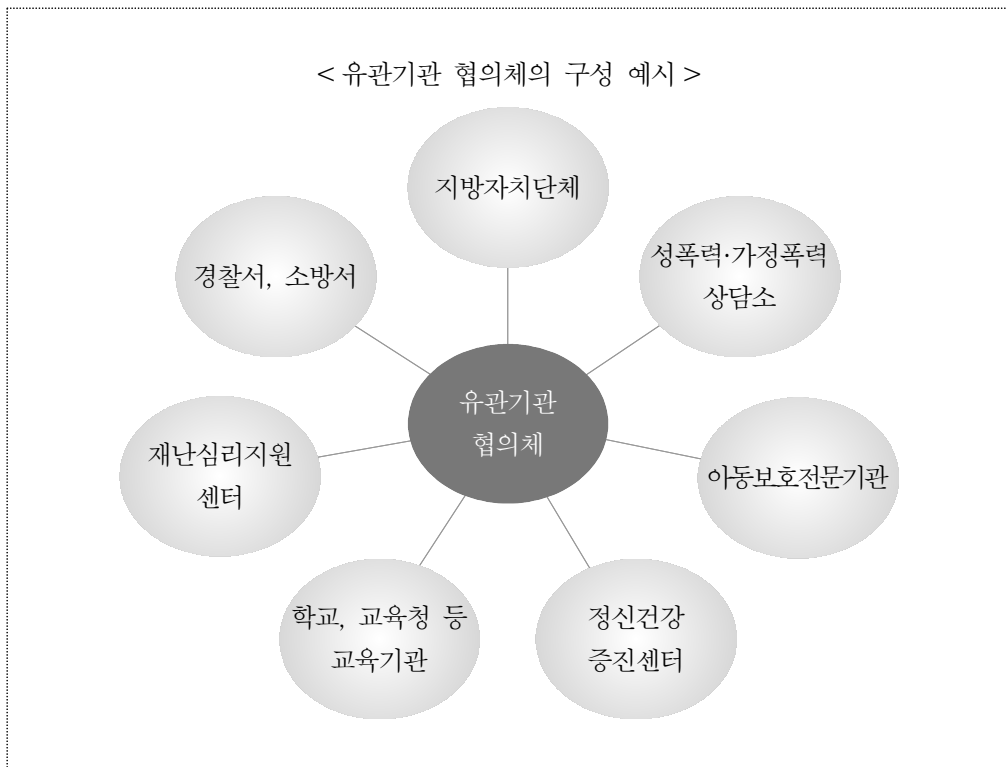 < 유관기관 협의체의 구성 예시 >
지방자치단체
성폭력·가정폭력
상담소
경찰서, 소방서
유관기관
협의체
재난심리지원
센터
아동보호전문기관
학교, 교육청 등
교육기관
정신건강
증진센터